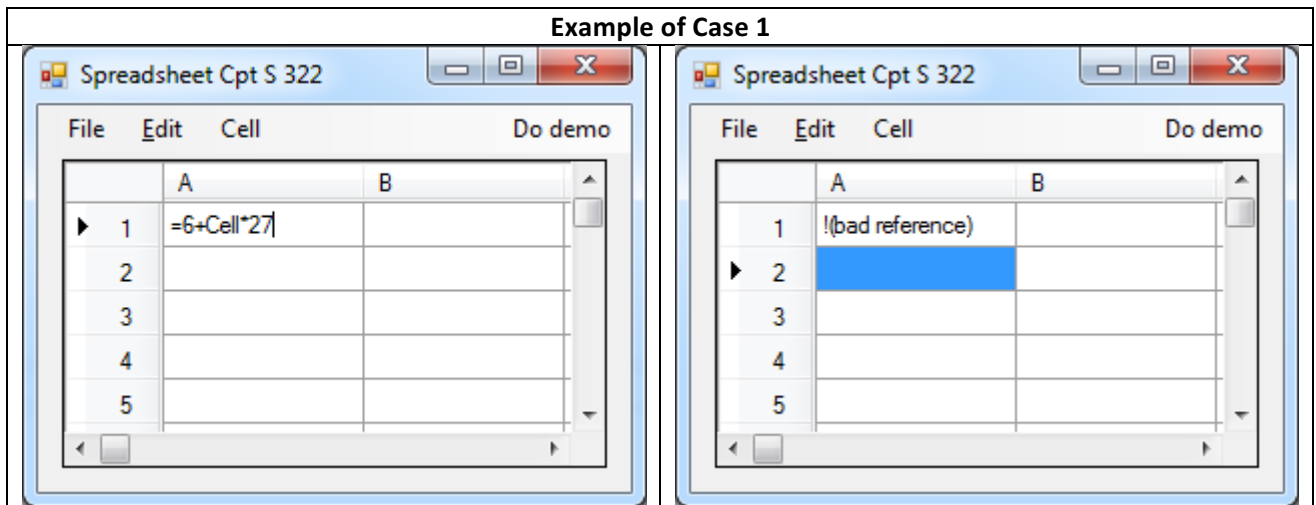 Example of Case 1
Spreadsheet Cpt S 322
File Edit Cell Do demo
A B
1 =6+Cell*27
2
3
4
5
Spreadsheet Cpt S 322
File Edit Cell Do demo
A B
1 !(bad reference)
2
3
4
5